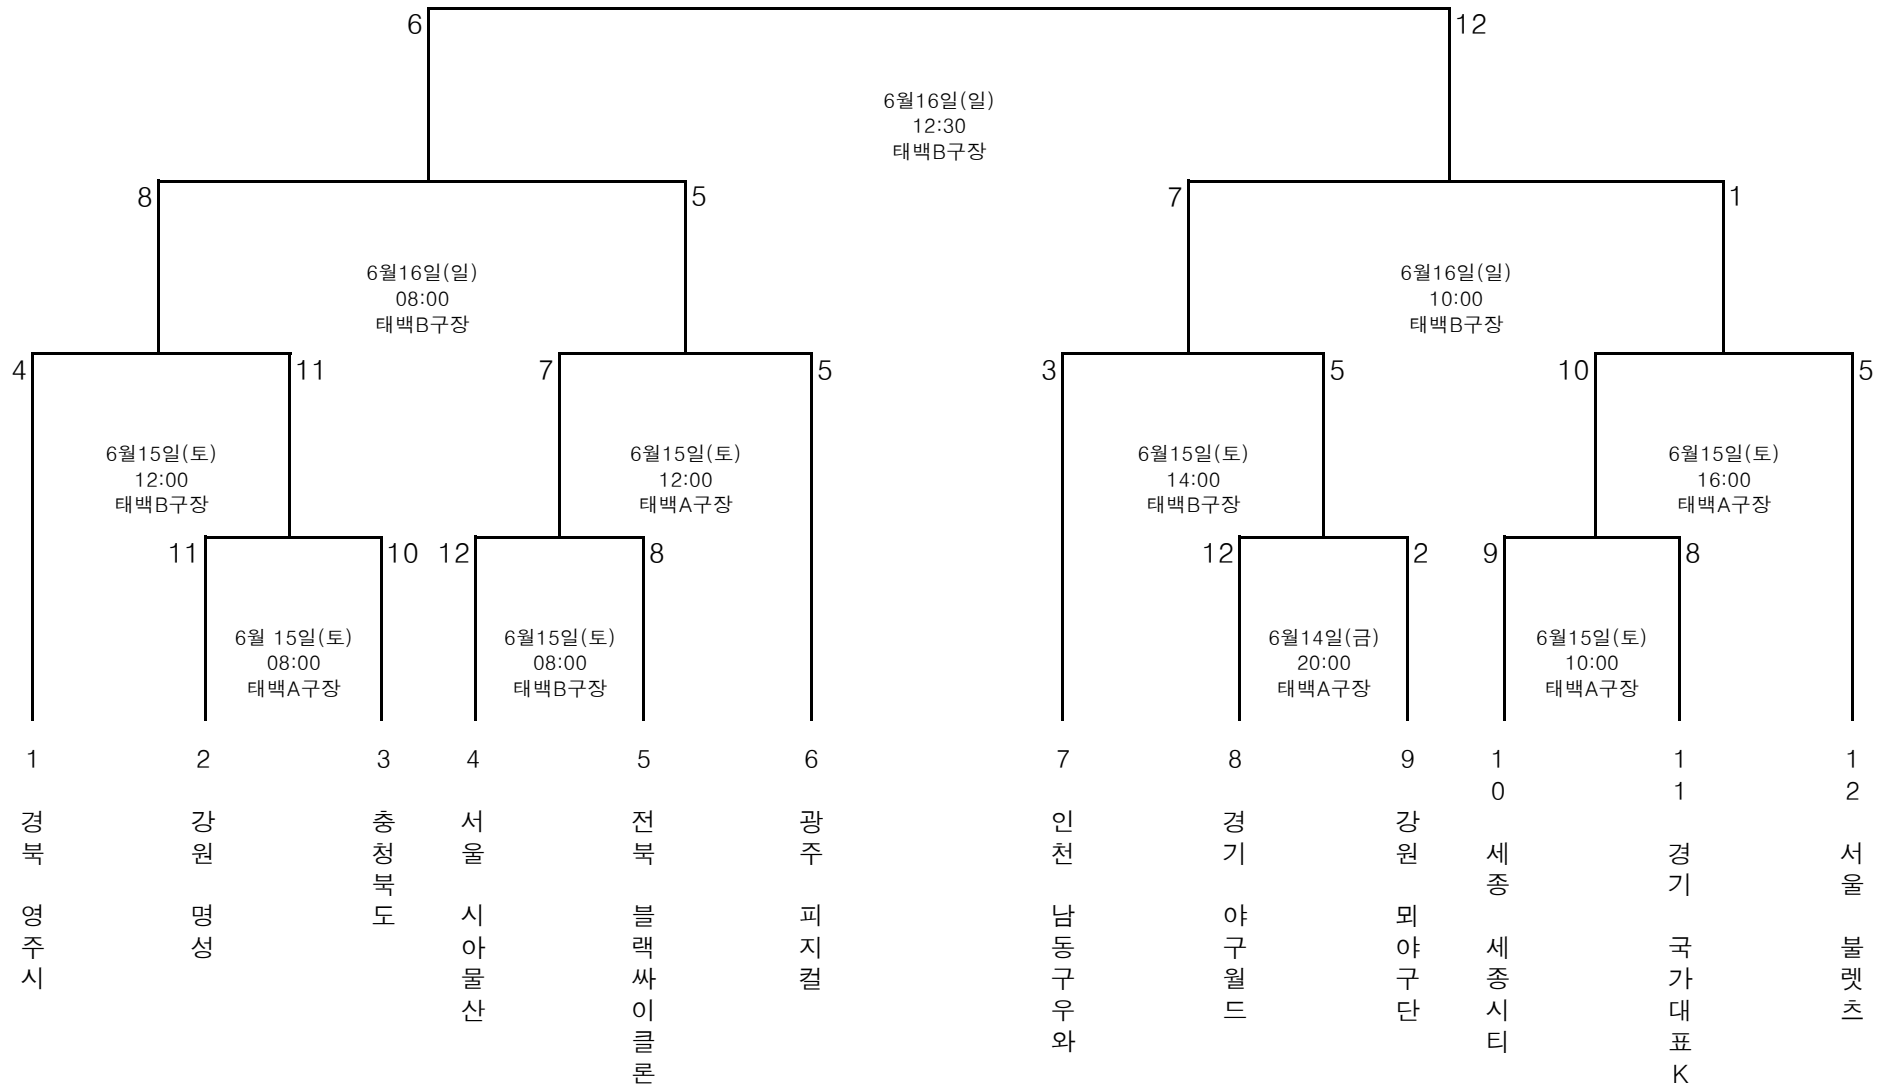 6
12
6월16일(일)
12:30
태백B구장
8
5
7
1
6월16일(일)
08:00
태백B구장
6월16일(일)
10:00
태백B구장
4
11
7
5
3
5
10
5
6월15일(토)
12:00
태백B구장
6월15일(토)
12:00
태백A구장
6월15일(토)
14:00
태백B구장
6월15일(토)
16:00
태백A구장
11
10
12
8
12
2
9
8
6월 15일(토)
08:00
태백A구장
6월15일(토)
08:00
태백B구장
6월14일(금)
20:00
태백A구장
6월15일(토)
10:00
태백A구장
1 경북 영주시
2 강원 명성
3 충청북도
4 서울 시아물산
5 전북 블랙싸이클론
6 광주 피지컬
7 인천 남동구우와
8 경기 야구월드
9 강원 뫼야구단
10 세종 세종시티
11 경기 국가대표K
12 서울 불렛츠